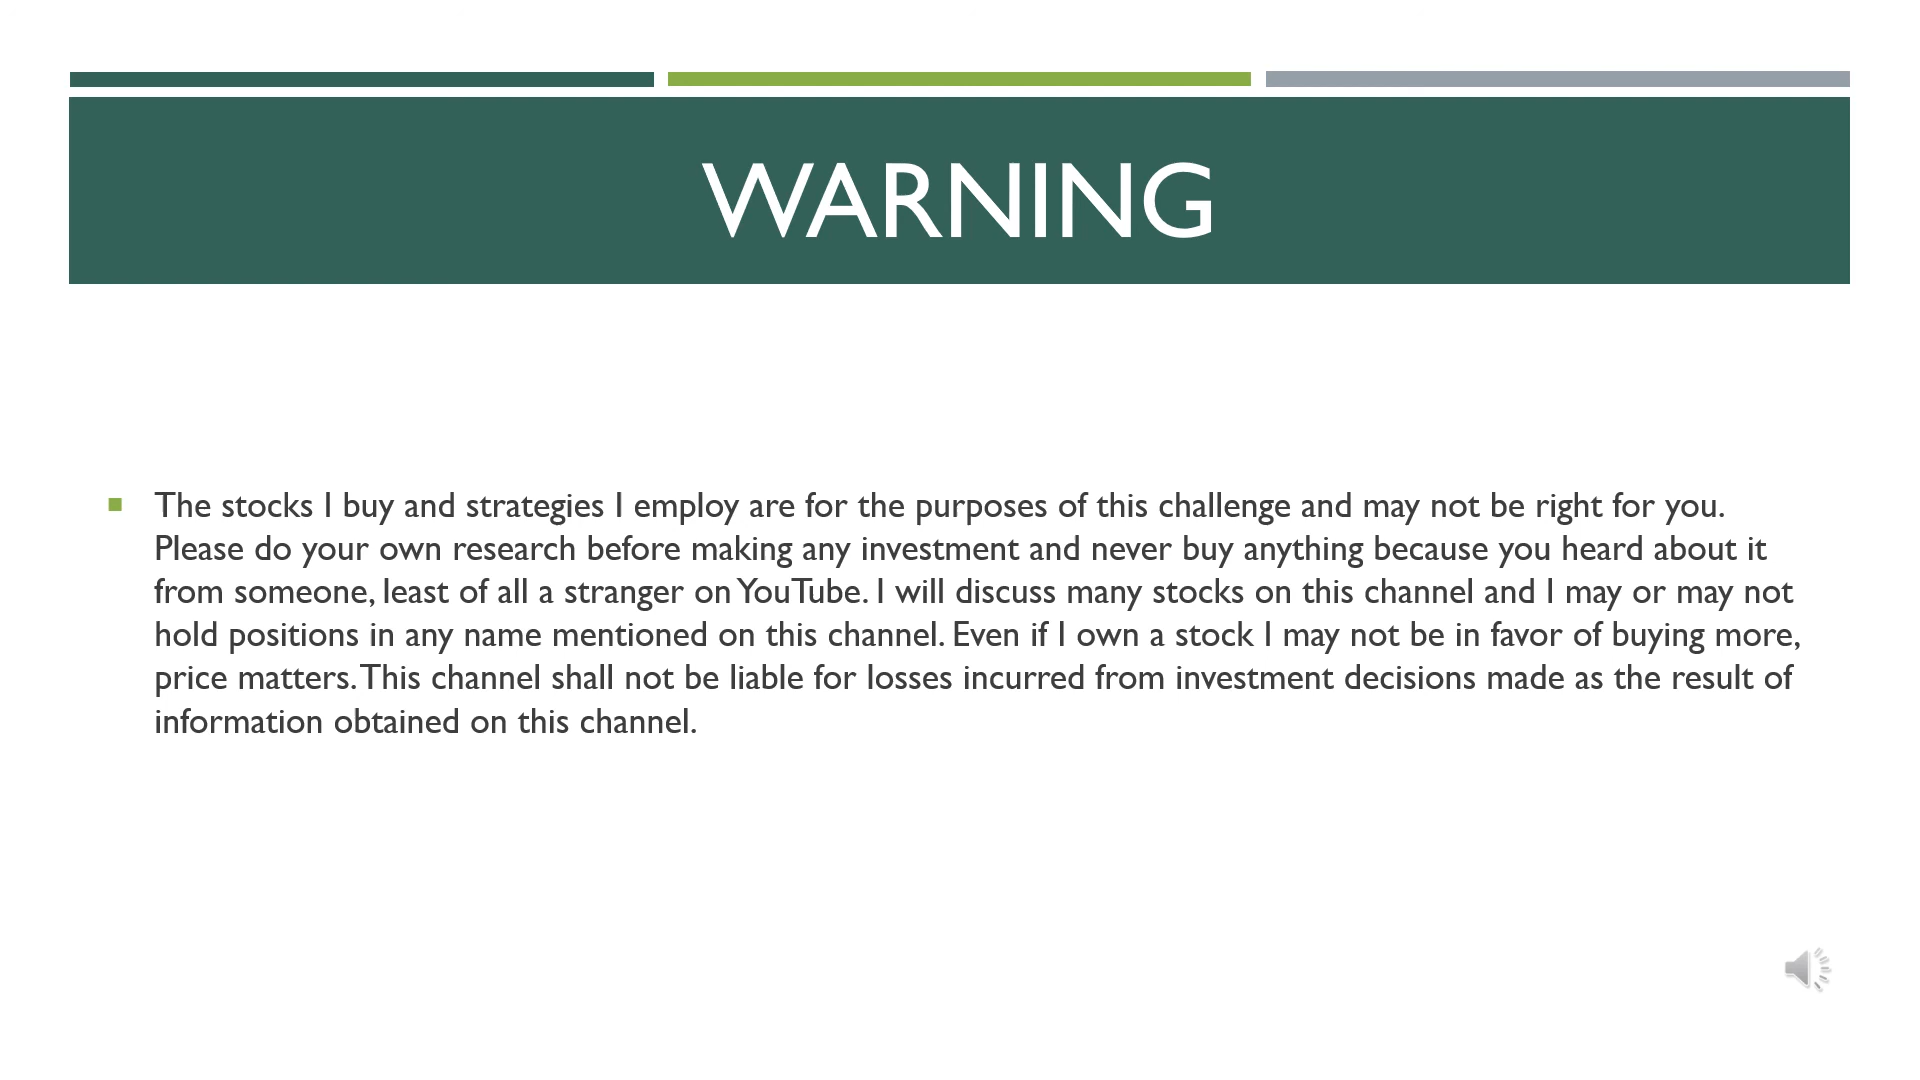 WARNING
The stocks I buy and strategies I employ are for the purposes of this challenge and may not be right for you.
Please do your own research before making any investment and never buy anything because you heard about it
from someone, least of all a stranger on YouTube. I will discuss many stocks on this channel and I may or may not
hold positions in any name mentioned on this channel. Even if I own a stock I may not be in favor of buying more,
price matters. This channel shall not be liable for losses incurred from investment decisions made as the result of
information obtained on this channel.